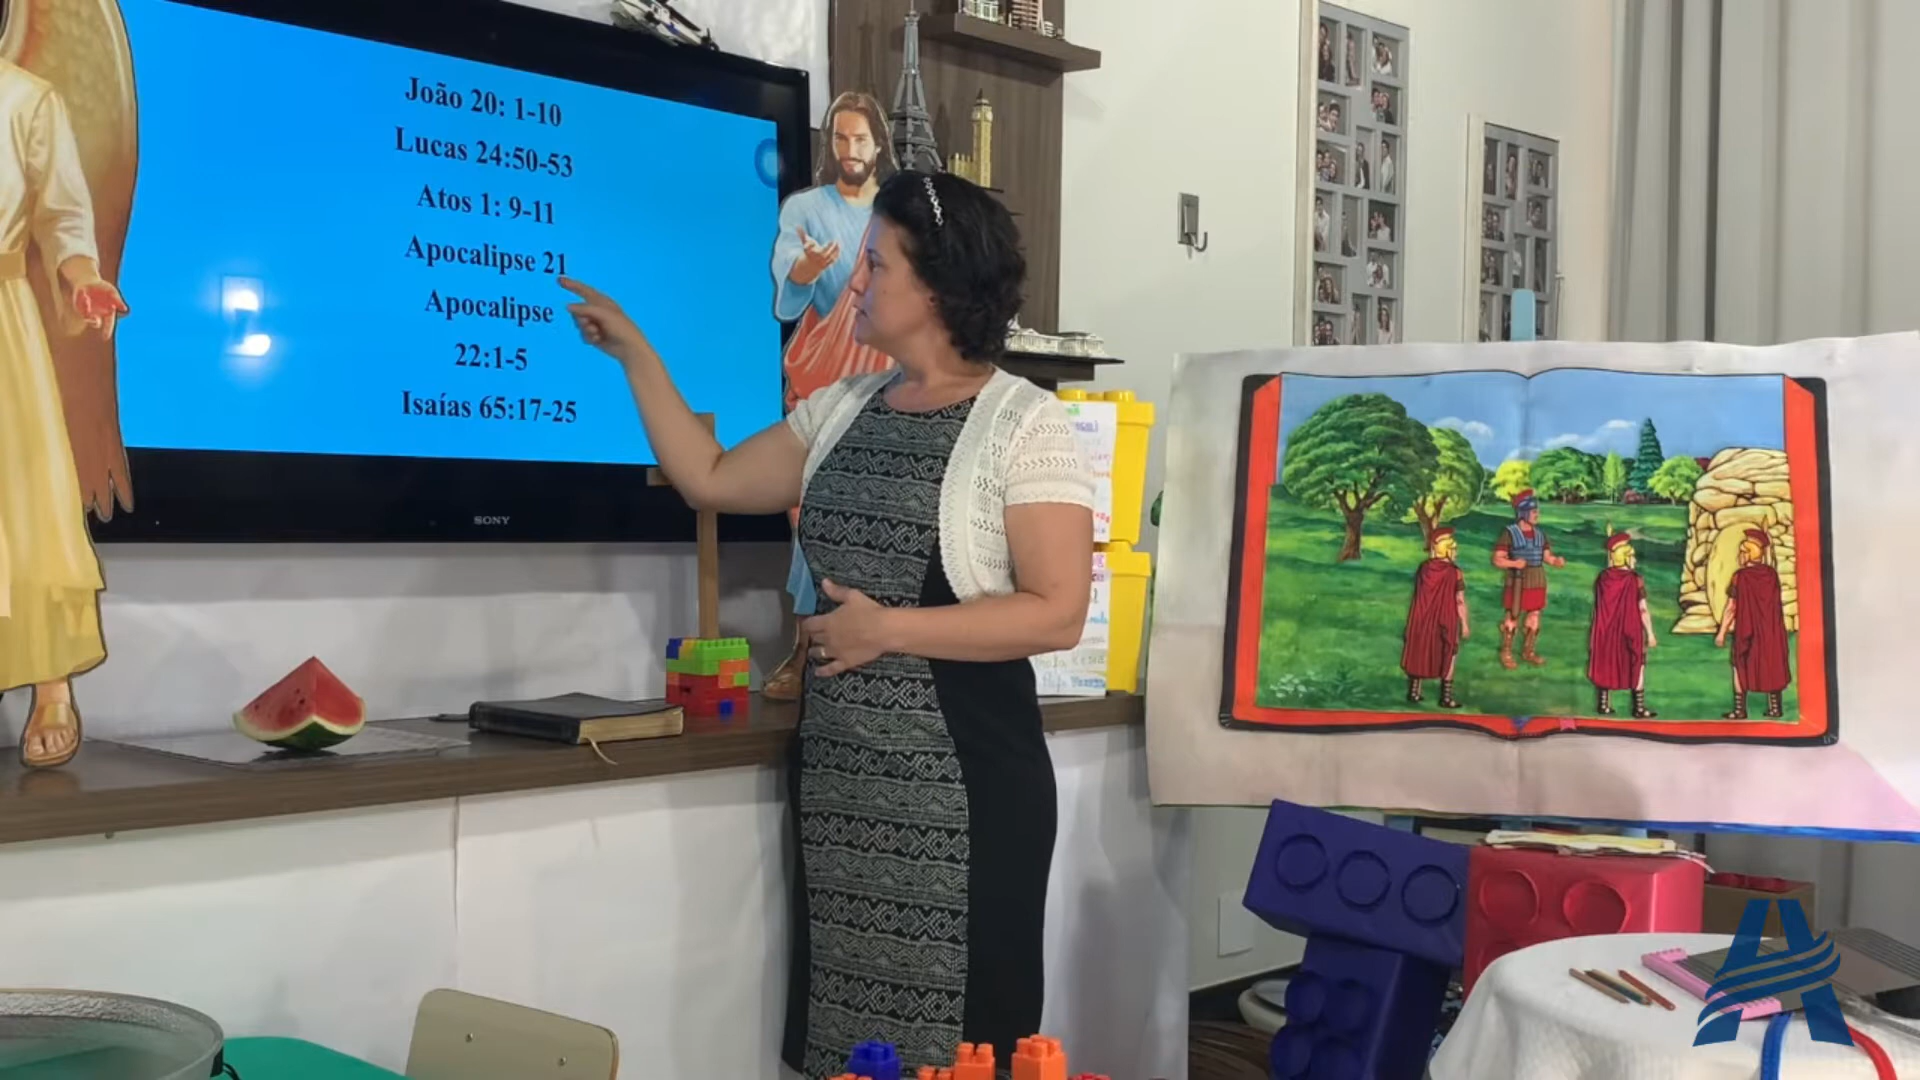 João 20: 1-10
Lucas 24:50-53
Atos 1: 9-11
Apocalipse 21
Apocalipse
22:1-5
Isaías 65:17-25
SONY